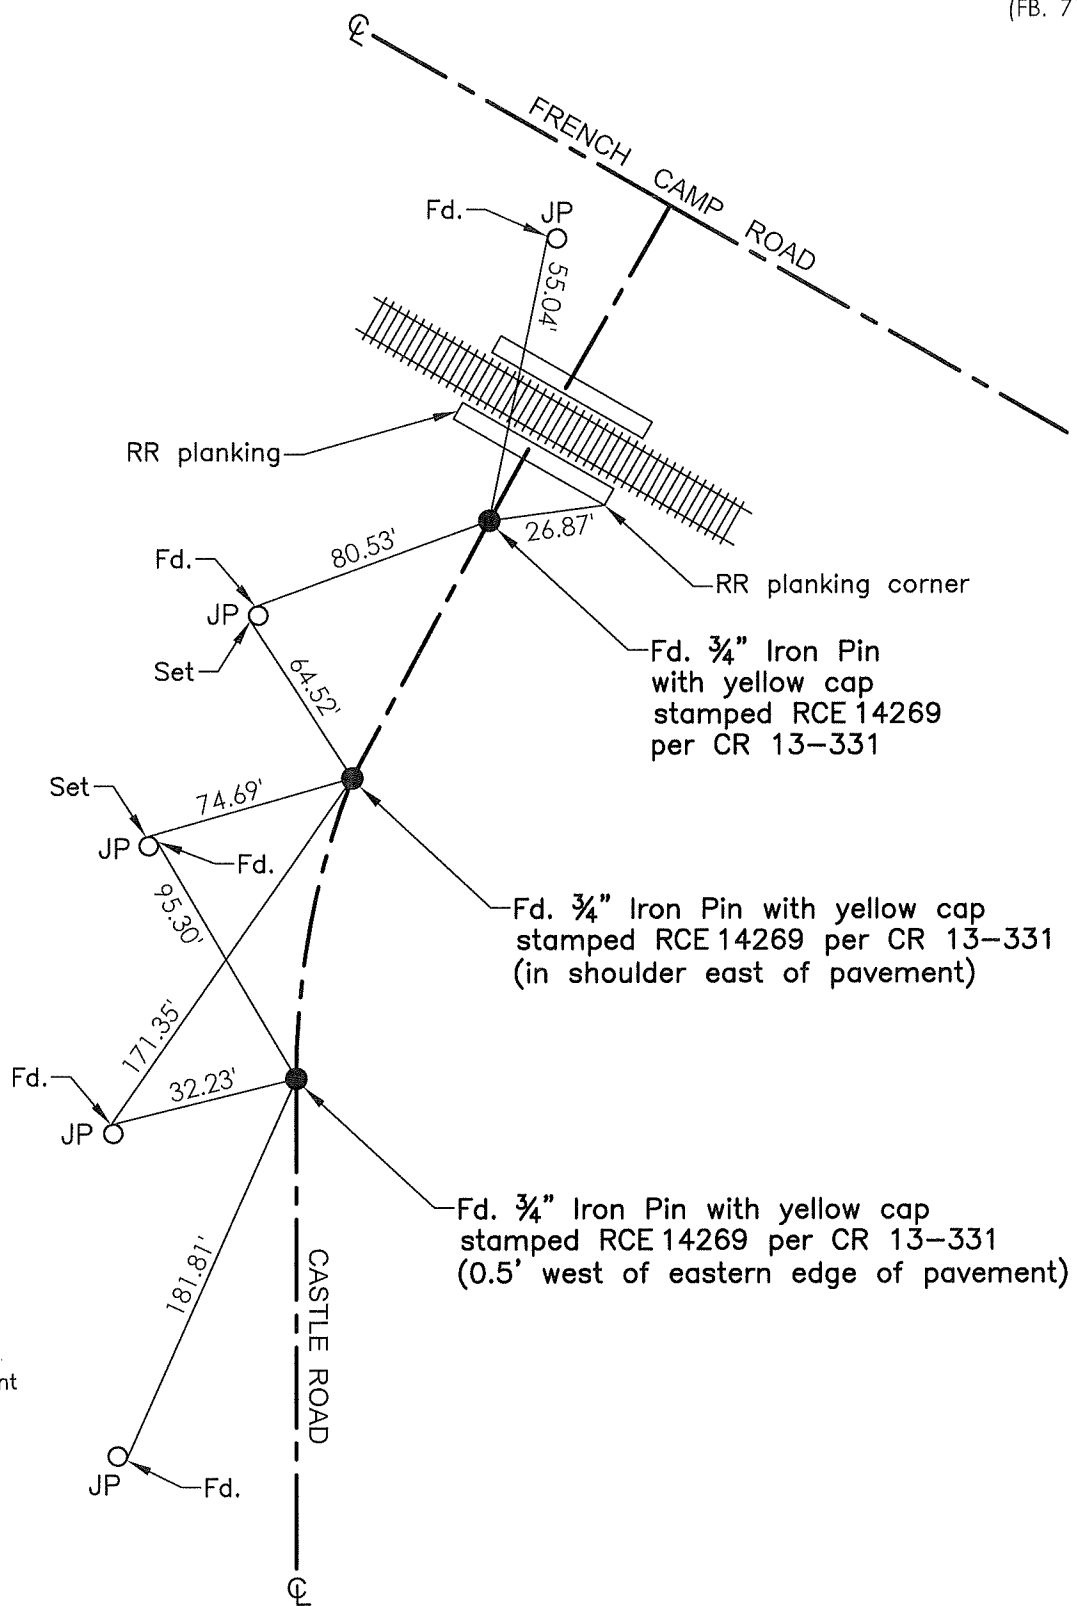 (FB. 7
℄
FRENCH CAMP ROAD
Fd.
JP
55.04'
RR planking
26.87'
80.53'
Fd.
JP
Set
RR planking corner
64.52'
Fd. ¾" Iron Pin
with yellow cap
stamped RCE 14269
per CR 13-331
Set
74.69'
JP
Fd.
95.30'
Fd. ¾" Iron Pin with yellow cap
stamped RCE 14269 per CR 13-331
(in shoulder east of pavement)
171.35'
Fd.
32.23'
JP
Fd. ¾" Iron Pin with yellow cap
stamped RCE 14269 per CR 13-331
(0.5' west of eastern edge of pavement)
181.81'
CASTLE ROAD
nt
JP
Fd.
℄